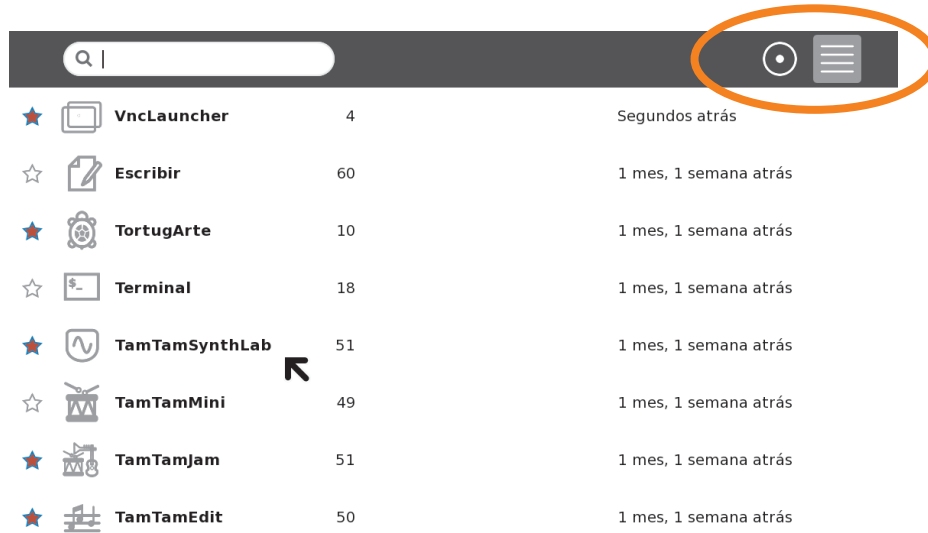 VncLauncher 4 Segundos atrás
Escribir 60 1 mes, 1 semana atrás
TortugArte 10 1 mes, 1 semana atrás
$_ Terminal 18 1 mes, 1 semana atrás
TamTamSynthLab 51 1 mes, 1 semana atrás
TamTamMini 49 1 mes, 1 semana atrás
TamTamJam 51 1 mes, 1 semana atrás
TamTamEdit 50 1 mes, 1 semana atrás